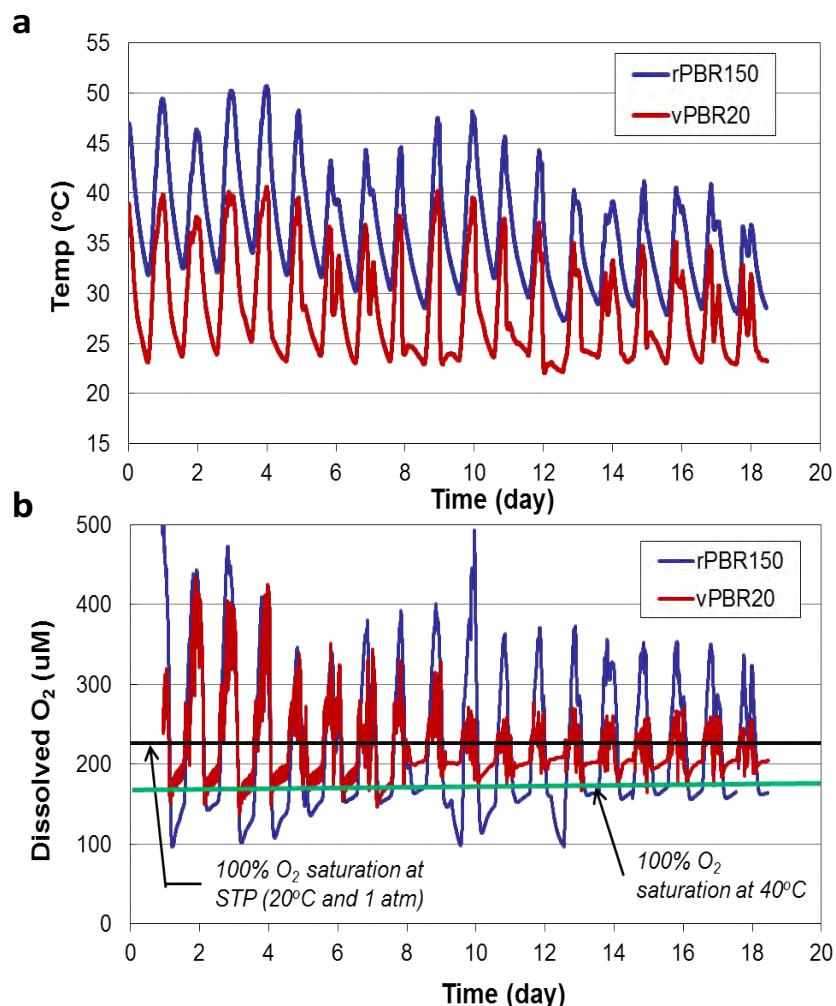 a
55
50
45
40
35
30
25
20
15
Temp (°C)
rPBR150
vPBR20
0 2 4 6 8 10 12 14 16 18 20
Time (day)
b
500
400
300
200
100
0
Dissolved O₂ (uM)
rPBR150
vPBR20
100% O₂ saturation at
STP (20°C and 1 atm)
100% O₂
saturation at 40°C
0 2 4 6 8 10 12 14 16 18 20
Time (day)